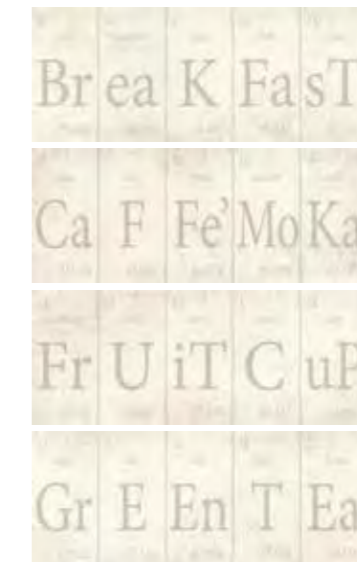 Br ea K Fa sT
Ca F Fe' Mo Ka
Fr U iT C uP
Gr E En T Ea